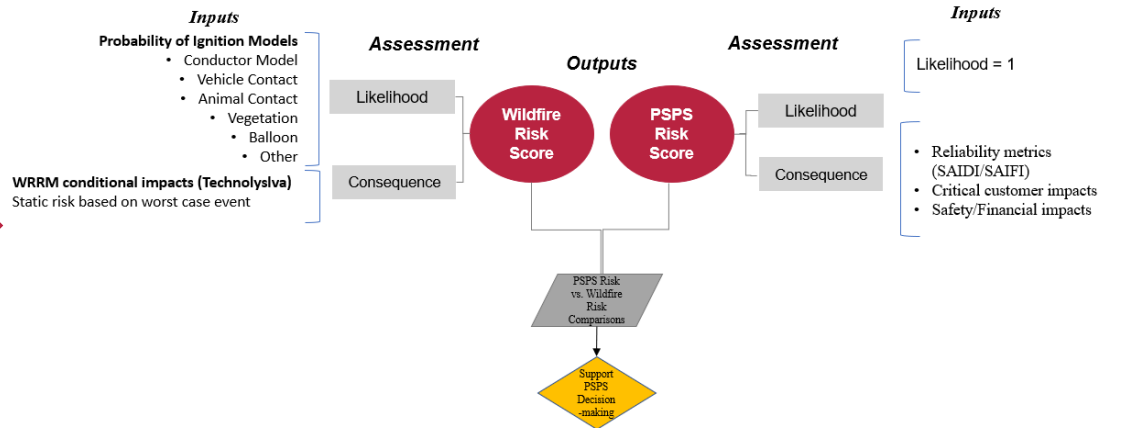 Inputs
Probability of Ignition Models
• Conductor Model
• Vehicle Contact
• Animal Contact
• Vegetation
• Balloon
• Other
WRRM conditional impacts (Technolyslva)
Static risk based on worst case event
Assessment
Likelihood
Consequence
Outputs
Wildfire
Risk
Score
PSPS
Risk
Score
Assessment
Likelihood
Consequence
Inputs
Likelihood = 1
• Reliability metrics
(SAIDI/SAIFI)
• Critical customer impacts
• Safety/Financial impacts
PSPS Risk
vs. Wildfire
Risk
Comparisons
Support
PSPS
Decision
-making